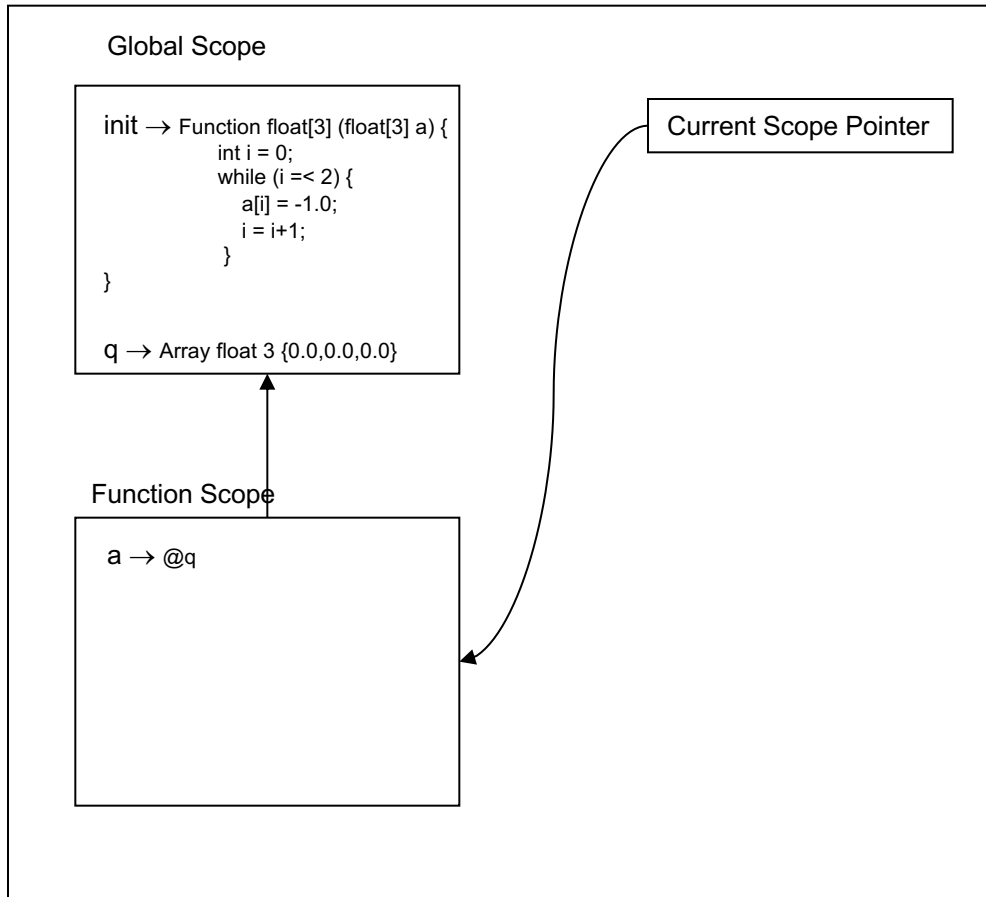 Global Scope
init → Function float[3] (float[3] a) {
int i = 0;
while (i =< 2) {
a[i] = -1.0;
i = i+1;
}
}
q → Array float 3 {0.0,0.0,0.0}
Current Scope Pointer
Function Scope
a → @q